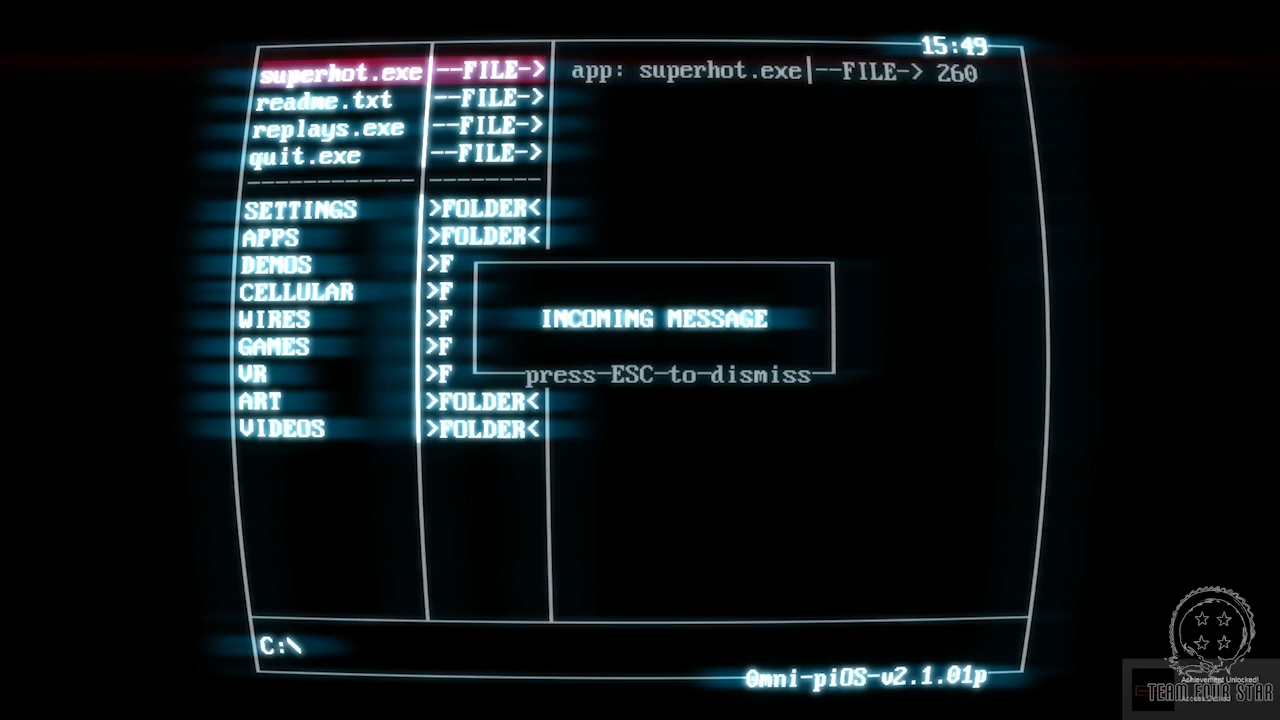 15:49
superhot.exe --FILE-> app: superhot.exe|--FILE-> 260
readme.txt --FILE->
replays.exe --FILE->
quit.exe --FILE->
SETTINGS >FOLDER<
APPS >FOLDER<
DEMOS >F
CELLULAR >F
WIRES >F
INCOMING MESSAGE
GAMES >F
VR >F
press ESC to dismiss
ART >FOLDER<
VIDEOS >FOLDER<
C:\
0mni-piOS-v2.1.01p
Achievement Unlocked!
TEAM FOUR STAR